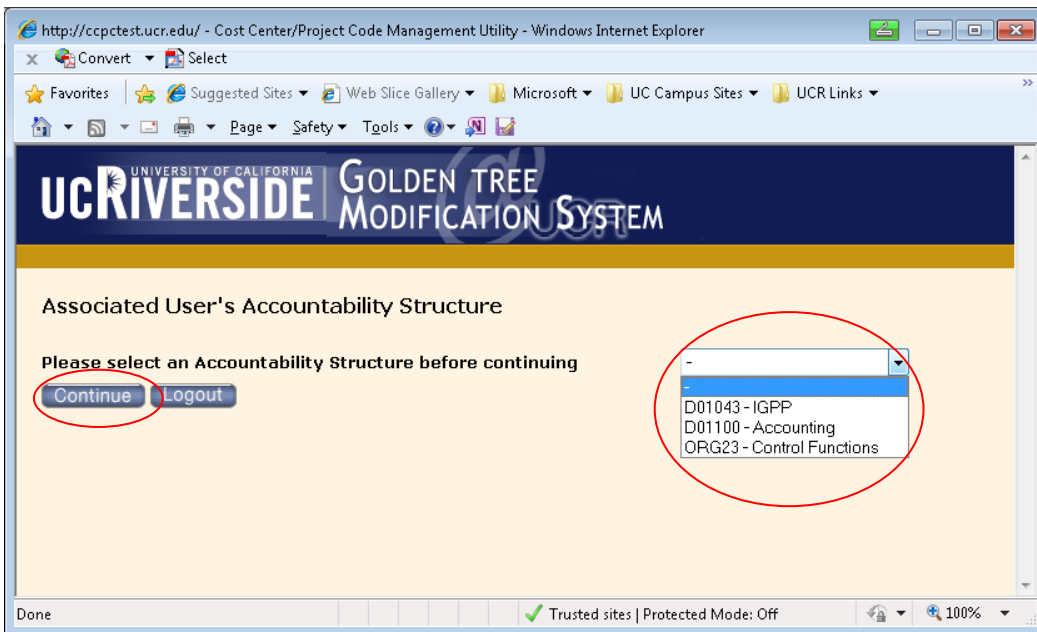 http://ccpctest.ucr.edu/ - Cost Center/Project Code Management Utility - Windows Internet Explorer
x Convert Select
Favorites Suggested Sites Web Slice Gallery Microsoft UC Campus Sites UCR Links »
Page Safety Tools
UNIVERSITY OF CALIFORNIA
UCRIVERSIDE
GOLDEN TREE
MODIFICATION SYSTEM
@UCR
Associated User's Accountability Structure
Please select an Accountability Structure before continuing
-
Continue Logout
-
D01043 - IGPP
D01100 - Accounting
ORG23 - Control Functions
Done Trusted sites | Protected Mode: Off 100%